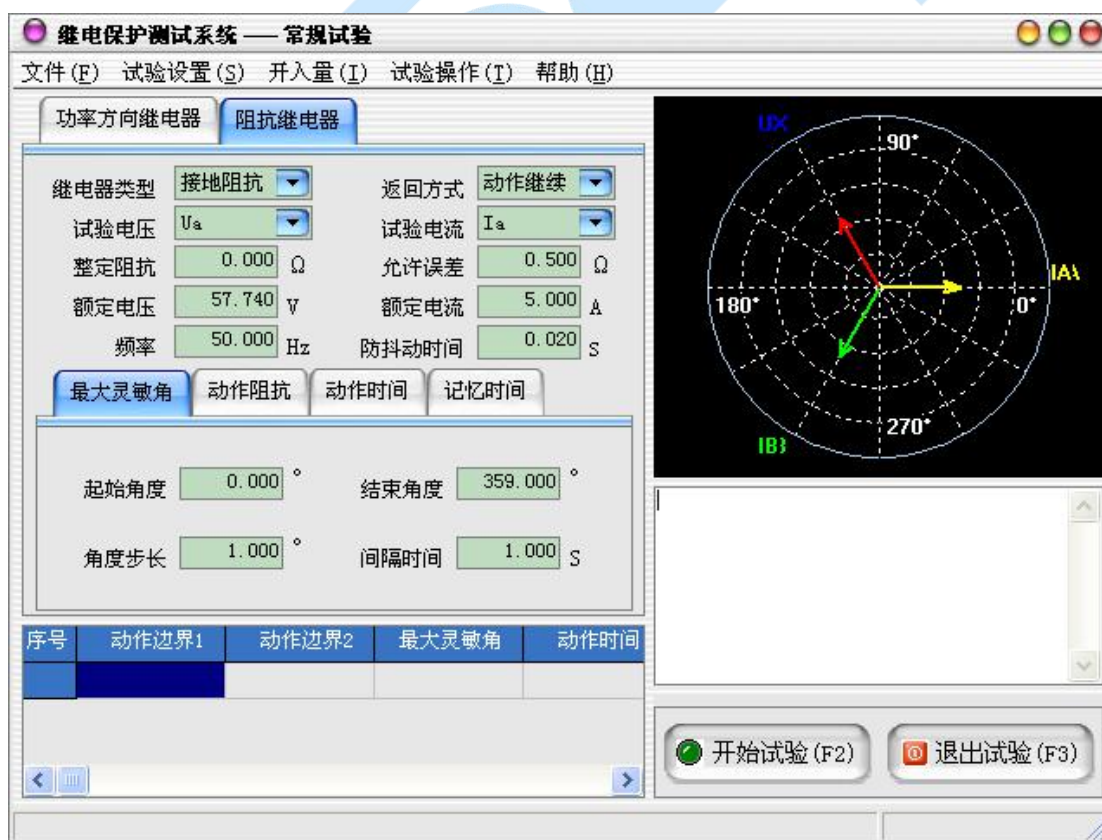 继电保护测试系统 — 常规试验
文件(F) 试验设置(S) 开入量(I) 试验操作(T) 帮助(H)
功率方向继电器 阻抗继电器
继电器类型 接地阻抗 返回方式 动作继续
试验电压 Ua 试验电流 Ia
整定阻抗 0.000 Ω 允许误差 0.500 Ω
额定电压 57.740 V 额定电流 5.000 A
频率 50.000 Hz 防抖动时间 0.020 S
最大灵敏角 动作阻抗 动作时间 记忆时间
起始角度 0.000 ° 结束角度 359.000 °
角度步长 1.000 ° 间隔时间 1.000 S
序号 动作边界1 动作边界2 最大灵敏角 动作时间
90°
180°
0°
270°
开始试验(F2) 退出试验(F3)